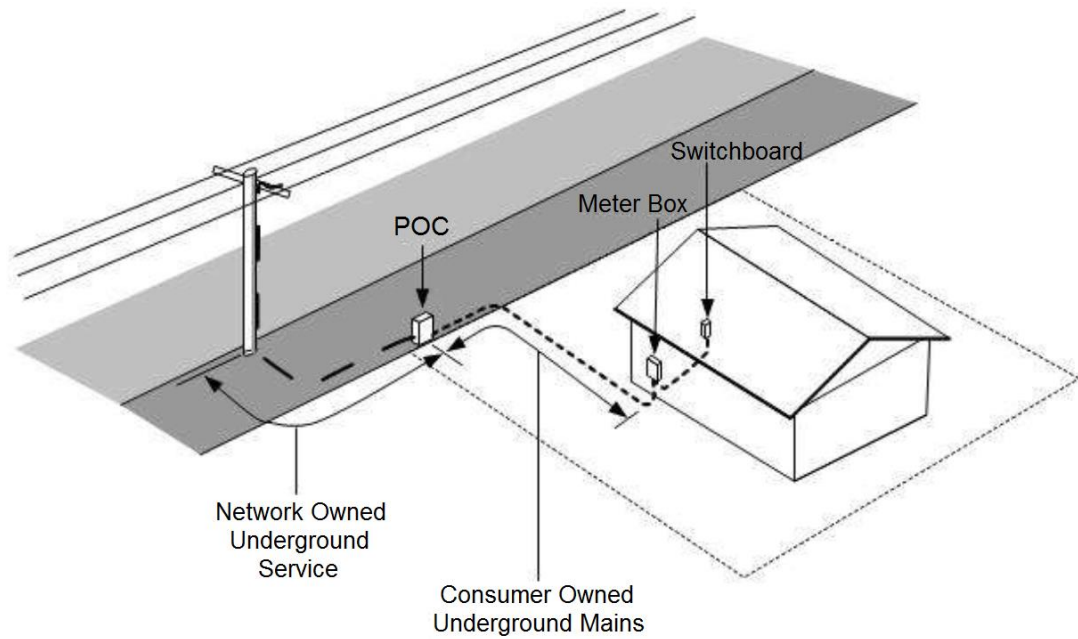 Switchboard
Meter Box
POC
Network Owned
Underground
Service
Consumer Owned
Underground Mains